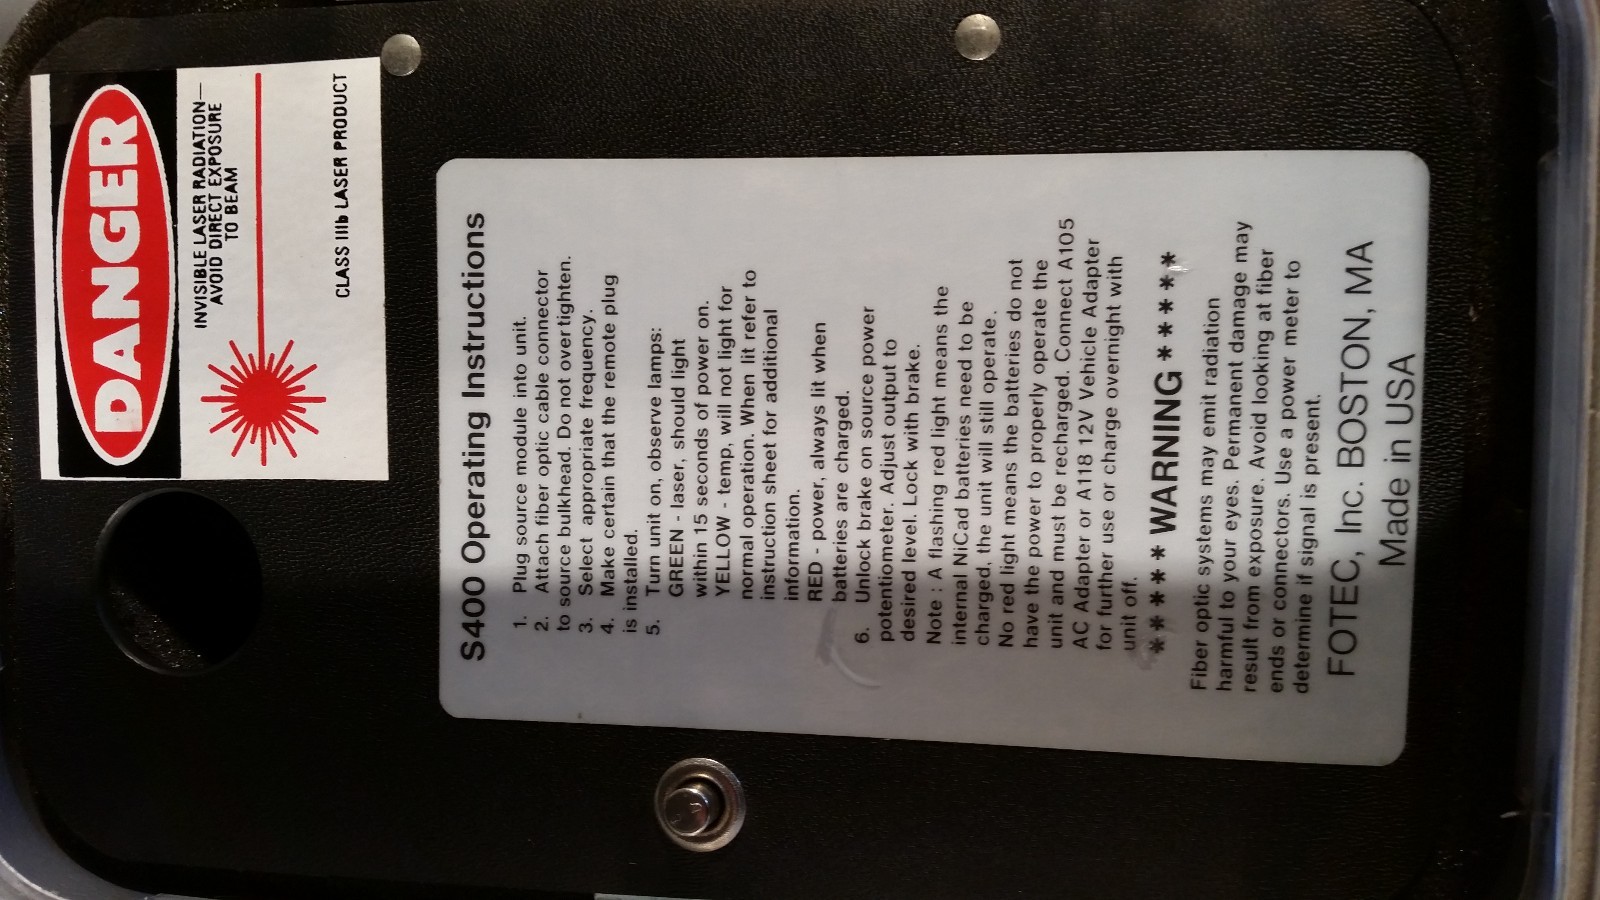 DANGER
INVISIBLE LASER RADIATION—
AVOID DIRECT EXPOSURE
TO BEAM
CLASS IIIb LASER PRODUCT
S400 Operating Instructions
1. Plug source module into unit.
2. Attach fiber optic cable connector
to source bulkhead. Do not overtighten.
3. Select appropriate frequency.
4. Make certain that the remote plug
is installed.
5. Turn unit on, observe lamps:
GREEN - laser, should light
within 15 seconds of power on.
YELLOW - temp, will not light for
normal operation. When lit refer to
instruction sheet for additional
information.
RED - power, always lit when
batteries are charged.
6. Unlock brake on source power
potentiometer. Adjust output to
desired level. Lock with brake.
Note : A flashing red light means the
internal NiCad batteries need to be
charged, the unit will still operate.
No red light means the batteries do not
have the power to properly operate the
unit and must be recharged. Connect A105
AC Adapter or A118 12V Vehicle Adapter
for further use or charge overnight with
unit off.
***** WARNING *****
Fiber optic systems may emit radiation
harmful to your eyes. Permanent damage may
result from exposure. Avoid looking at fiber
ends or connectors. Use a power meter to
determine if signal is present.
FOTEC, Inc. BOSTON, MA
Made in USA